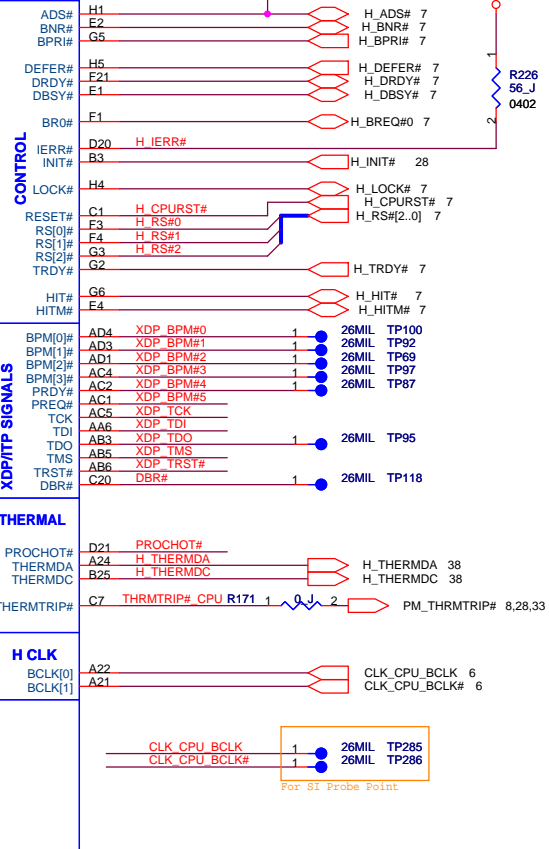 ADS# H1 H_ADS# 7
BNR# E2 H_BNR# 7
BPRI# G5 H_BPRI# 7
DEFER# H5 H_DEFER# 7
DRDY# F21 H_DRDY# 7
DBSY# E1 H_DBSY# 7
1 R226
56_J
0402
2
BR0# F1 H_BREQ#0 7
CONTROL
IERR# D20 H_IERR#
INIT# B3 H_INIT# 28
LOCK# H4 H_LOCK# 7
RESET# C1 H_CPURST# H_CPURST# 7
RS[0]# F3 H_RS#0 H_RS#[2..0] 7
RS[1]# F4 H_RS#1
RS[2]# G3 H_RS#2
TRDY# G2 H_TRDY# 7
HIT# G6 H_HIT# 7
HITM# E4 H_HITM# 7
XDP/ITP SIGNALS
BPM[0]# AD4 XDP_BPM#0 1 26MIL TP100
BPM[1]# AD3 XDP_BPM#1 1 26MIL TP92
BPM[2]# AD1 XDP_BPM#2 1 26MIL TP69
BPM[3]# AC4 XDP_BPM#3 1 26MIL TP97
PRDY# AC2 XDP_BPM#4 1 26MIL TP87
PREQ# AC1 XDP_BPM#5
TCK AC5 XDP_TCK
TDI AA6 XDP_TDI
TDO AB3 XDP_TDO 1 26MIL TP95
TMS AB5 XDP_TMS
TRST# AB6 XDP_TRST#
DBR# C20 DBR# 1 26MIL TP118
THERMAL
PROCHOT# D21 PROCHOT#
THERMDA A24 H_THERMDA H_THERMDA 38
THERMDC B25 H_THERMDC H_THERMDC 38
THERMTRIP# C7 THRMTRIP#_CPU R171 1 0_J 2 PM_THRMTRIP# 8,28,33
H CLK
BCLK[0] A22 CLK_CPU_BCLK 6
BCLK[1] A21 CLK_CPU_BCLK# 6
CLK_CPU_BCLK 1 26MIL TP285
CLK_CPU_BCLK# 1 26MIL TP286
For SI Probe Point